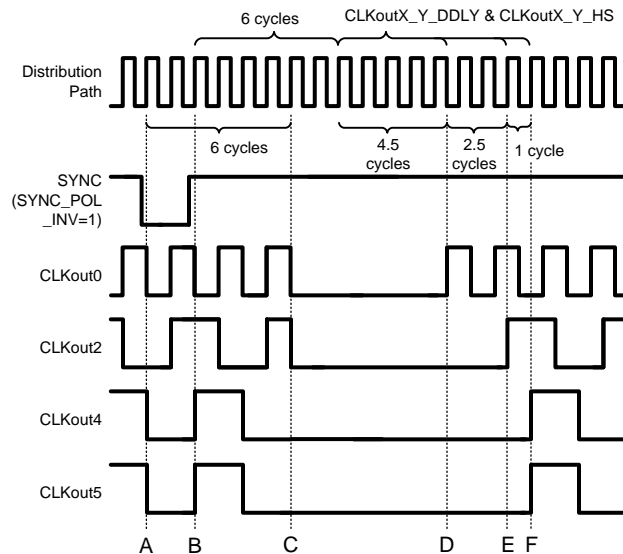 6 cycles
CLKoutX_Y_DDLY & CLKoutX_Y_HS
Distribution
Path
6 cycles
4.5
cycles
2.5
cycles
1 cycle
SYNC
(SYNC_POL
_INV=1)
CLKout0
CLKout2
CLKout4
CLKout5
A
B
C
D
E
F